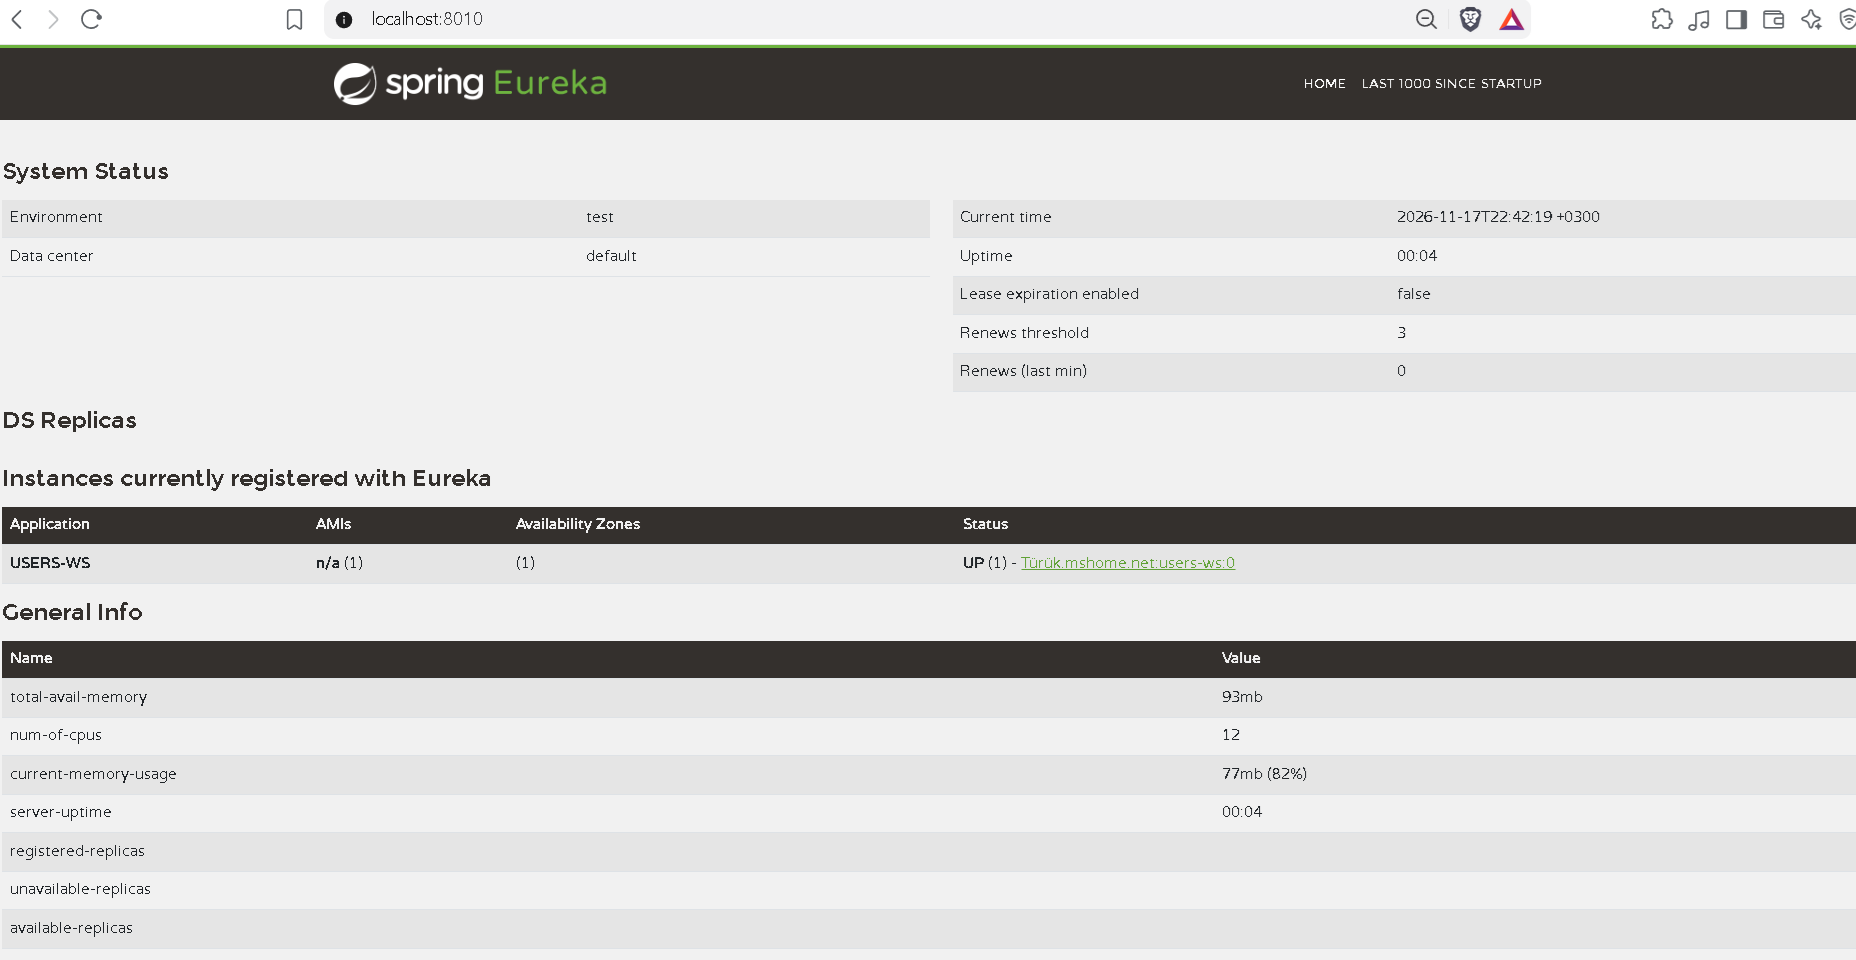 localhost:8010
spring Eureka
HOME LAST 1000 SINCE STARTUP
System Status
Environment test
Data center default
Current time 2026-11-17T22:42:19 +0300
Uptime 00:04
Lease expiration enabled false
Renews threshold 3
Renews (last min) 0
DS Replicas
Instances currently registered with Eureka
Application AMIs Availability Zones Status
USERS-WS n/a (1) (1) UP (1) - Türük.mshome.net:users-ws:0
General Info
Name Value
total-avail-memory 93mb
num-of-cpus 12
current-memory-usage 77mb (82%)
server-uptime 00:04
registered-replicas
unavailable-replicas
available-replicas